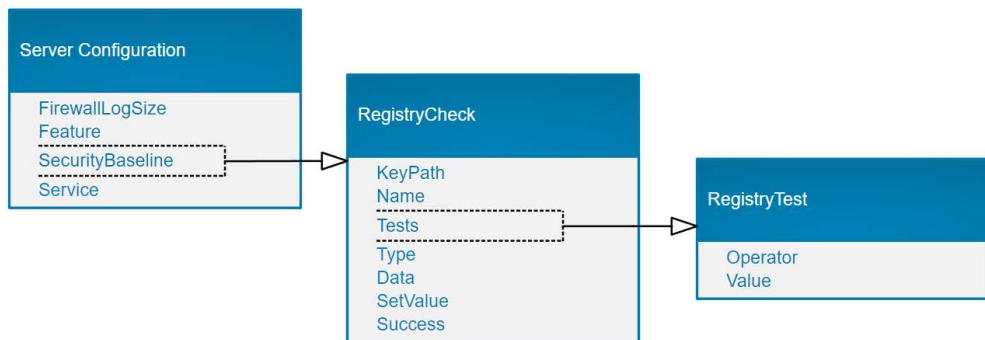 Server Configuration
FirewallLogSize
Feature
SecurityBaseline
Service
RegistryCheck
KeyPath
Name
Tests
Type
Data
SetValue
Success
RegistryTest
Operator
Value